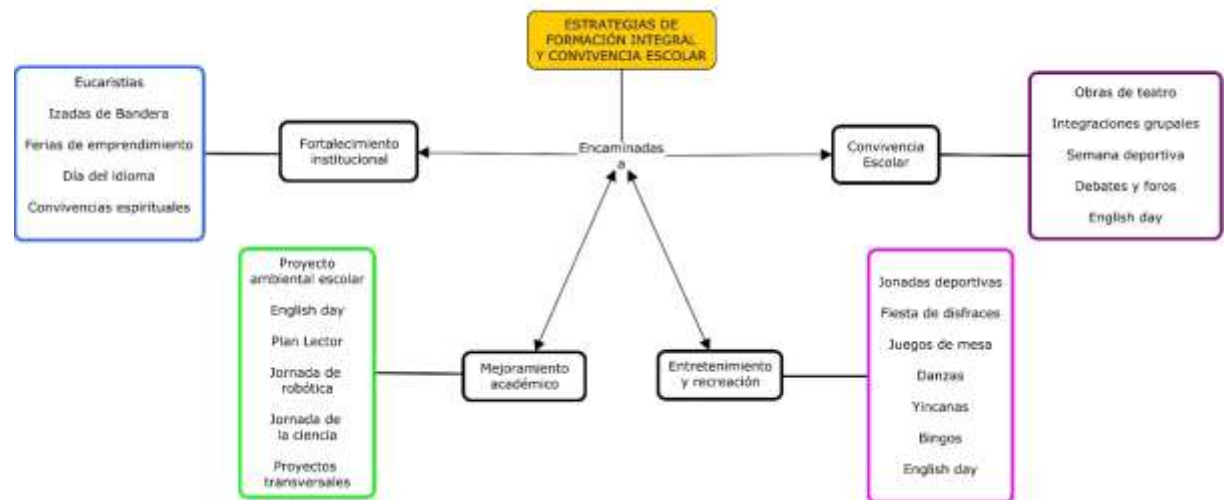 ESTRATEGIAS DE
FORMACIÓN INTEGRAL
Y CONVIVENCIA ESCOLAR
Encaminadas
a
Fortalecimiento
institucional
Eucaristias
Izadas de Bandera
Ferias de emprendimiento
Día del idioma
Convivencias espirituales
Convivencia
Escolar
Obras de teatro
Integraciones grupales
Semana deportiva
Debates y foros
English day
Mejoramiento
académico
Proyecto
ambiental escolar
English day
Plan Lector
Jornada de
robótica
Jornada de
la ciencia
Proyectos
transversales
Entretenimiento
y recreación
Jonadas deportivas
Fiesta de disfraces
Juegos de mesa
Danzas
Yincanas
Bingos
English day